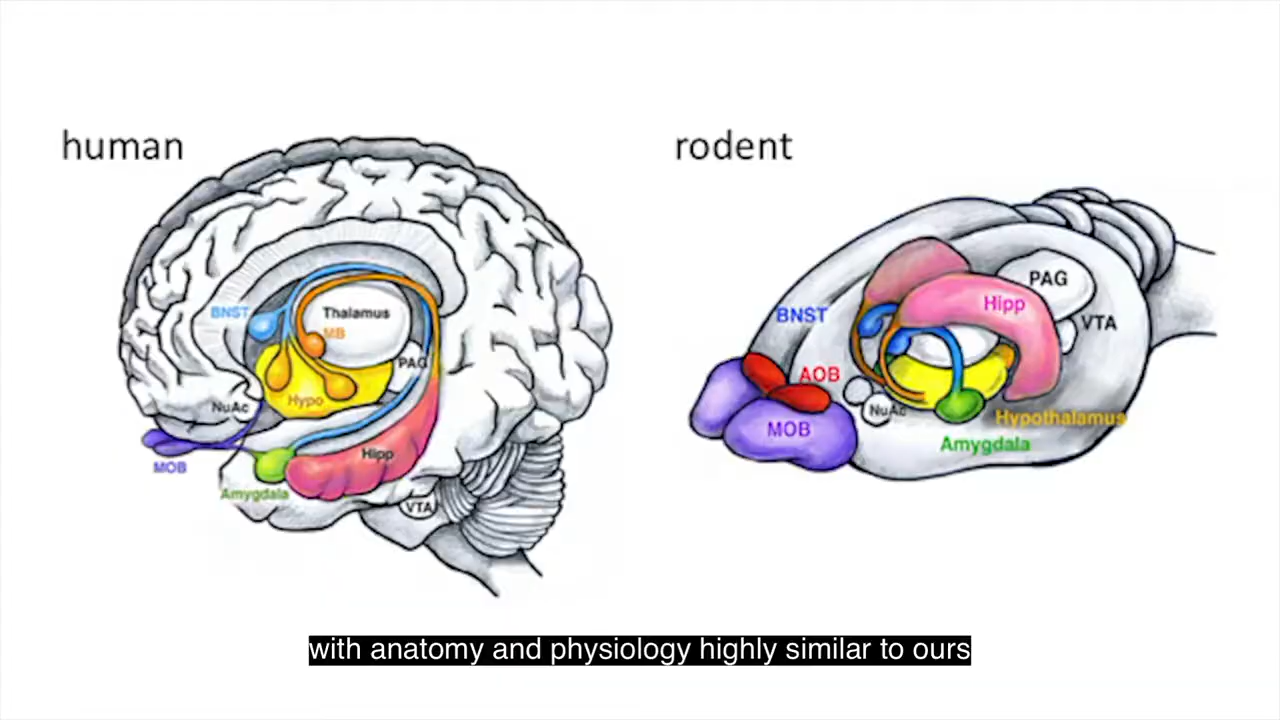 human
BNST
Thalamus
MB
PAG
Hypo
NuAc
MOB
Hipp
Amygdala
VTA
rodent
PAG
Hipp
BNST
VTA
AOB
NuAc
MOB
Hypothalamus
Amygdala
with anatomy and physiology highly similar to ours